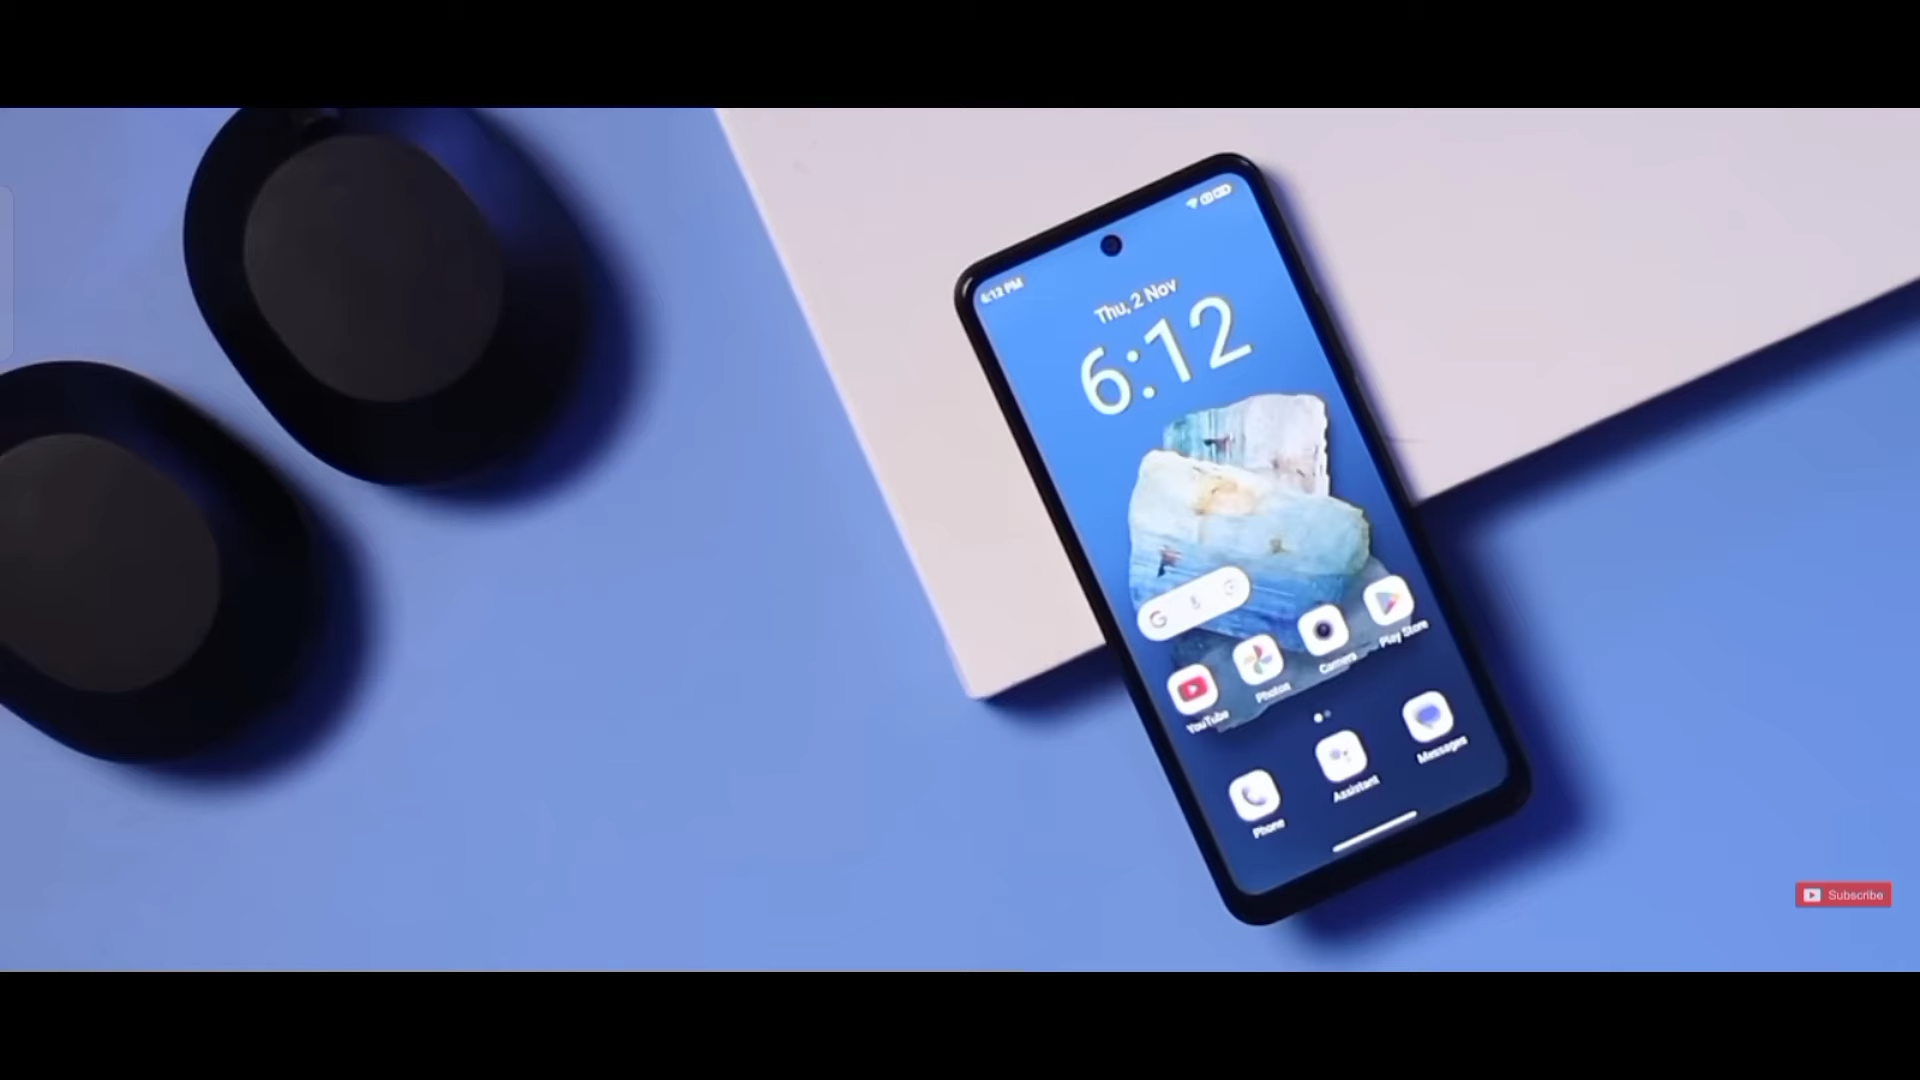 6:12 PM
Thu, 2 Nov
6:12
YouTube
Photos
Camera
Play Store
Phone
Assistant
Messages
Subscribe